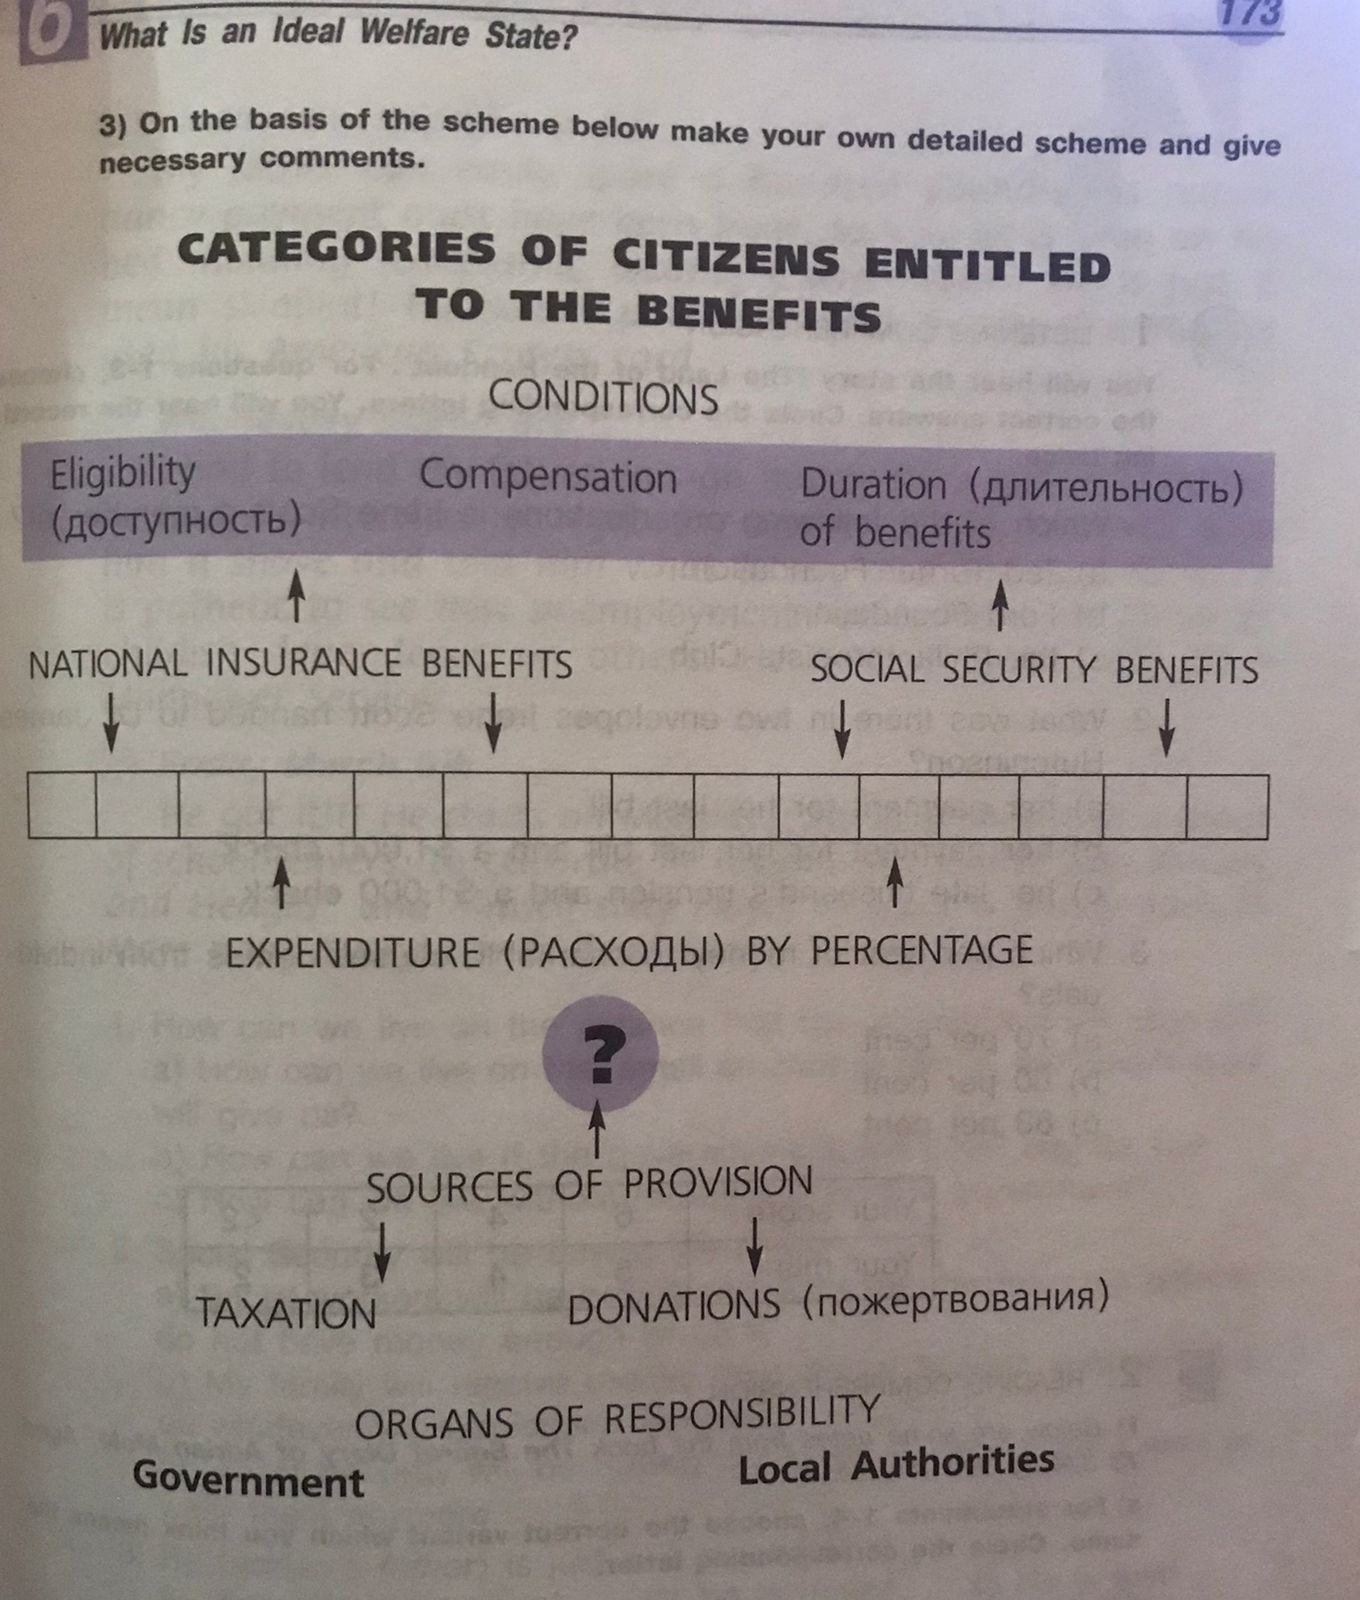 6 What Is an Ideal Welfare State? 173
3) On the basis of the scheme below make your own detailed scheme and give
necessary comments.
CATEGORIES OF CITIZENS ENTITLED
TO THE BENEFITS
CONDITIONS
Eligibility Compensation Duration (длительность)
(доступность) of benefits
NATIONAL INSURANCE BENEFITS SOCIAL SECURITY BENEFITS
EXPENDITURE (РАСХОДЫ) BY PERCENTAGE
?
SOURCES OF PROVISION
TAXATION DONATIONS (пожертвования)
ORGANS OF RESPONSIBILITY
Government Local Authorities